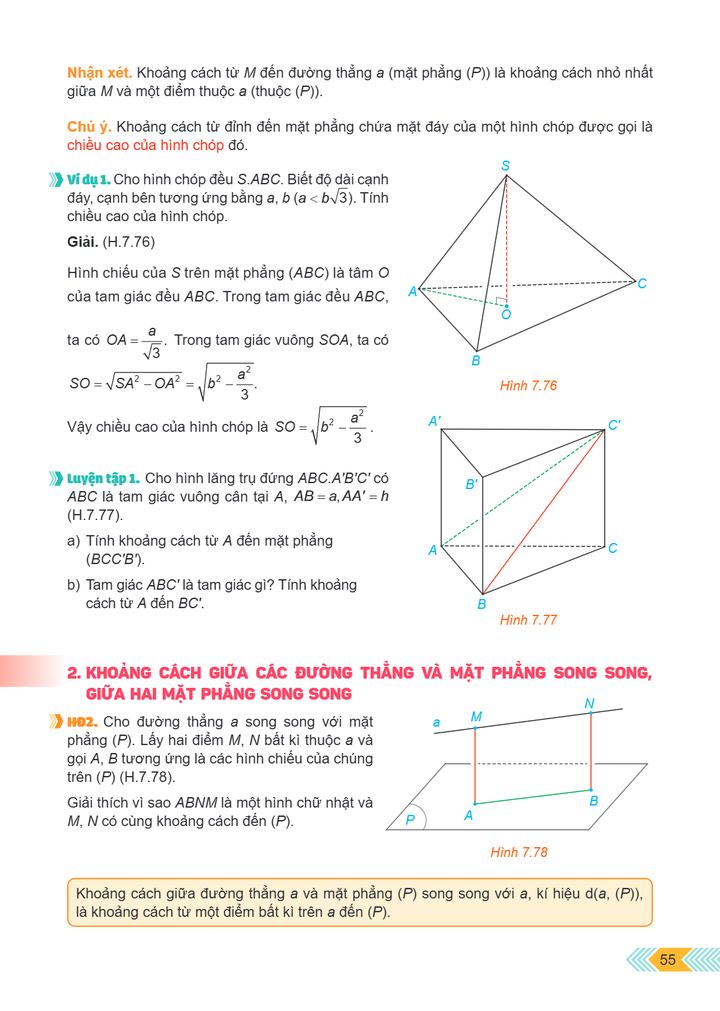 Nhận xét. Khoảng cách từ M đến đường thẳng a (mặt phẳng (P)) là khoảng cách nhỏ nhất
giữa M và một điểm thuộc a (thuộc (P)).
Chú ý. Khoảng cách từ đỉnh đến mặt phẳng chứa mặt đáy của một hình chóp được gọi là
chiều cao của hình chóp đó.
Ví dụ 1. Cho hình chóp đều S.ABC. Biết độ dài cạnh
đáy, cạnh bên tương ứng bằng a, b (a < b√3). Tính
chiều cao của hình chóp.
Giải. (H.7.76)
Hình chiếu của S trên mặt phẳng (ABC) là tâm O
của tam giác đều ABC. Trong tam giác đều ABC,
ta có OA = a/√3. Trong tam giác vuông SOA, ta có
SO = √(SA² − OA²) = √(b² − a²/3).
Vậy chiều cao của hình chóp là SO = √(b² − a²/3).
S
A
C
O
B
Hình 7.76
Luyện tập 1. Cho hình lăng trụ đứng ABC.A'B'C' có
ABC là tam giác vuông cân tại A, AB = a, AA' = h
(H.7.77).
a) Tính khoảng cách từ A đến mặt phẳng
(BCC'B').
b) Tam giác ABC' là tam giác gì? Tính khoảng
cách từ A đến BC'.
A'
C'
B'
A
C
B
Hình 7.77
2. KHOẢNG CÁCH GIỮA CÁC ĐƯỜNG THẲNG VÀ MẶT PHẲNG SONG SONG,
GIỮA HAI MẶT PHẲNG SONG SONG
HĐ2. Cho đường thẳng a song song với mặt
phẳng (P). Lấy hai điểm M, N bất kì thuộc a và
gọi A, B tương ứng là các hình chiếu của chúng
trên (P) (H.7.78).
Giải thích vì sao ABNM là một hình chữ nhật và
M, N có cùng khoảng cách đến (P).
a
M
N
P
A
B
Hình 7.78
Khoảng cách giữa đường thẳng a và mặt phẳng (P) song song với a, kí hiệu d(a, (P)),
là khoảng cách từ một điểm bất kì trên a đến (P).
55